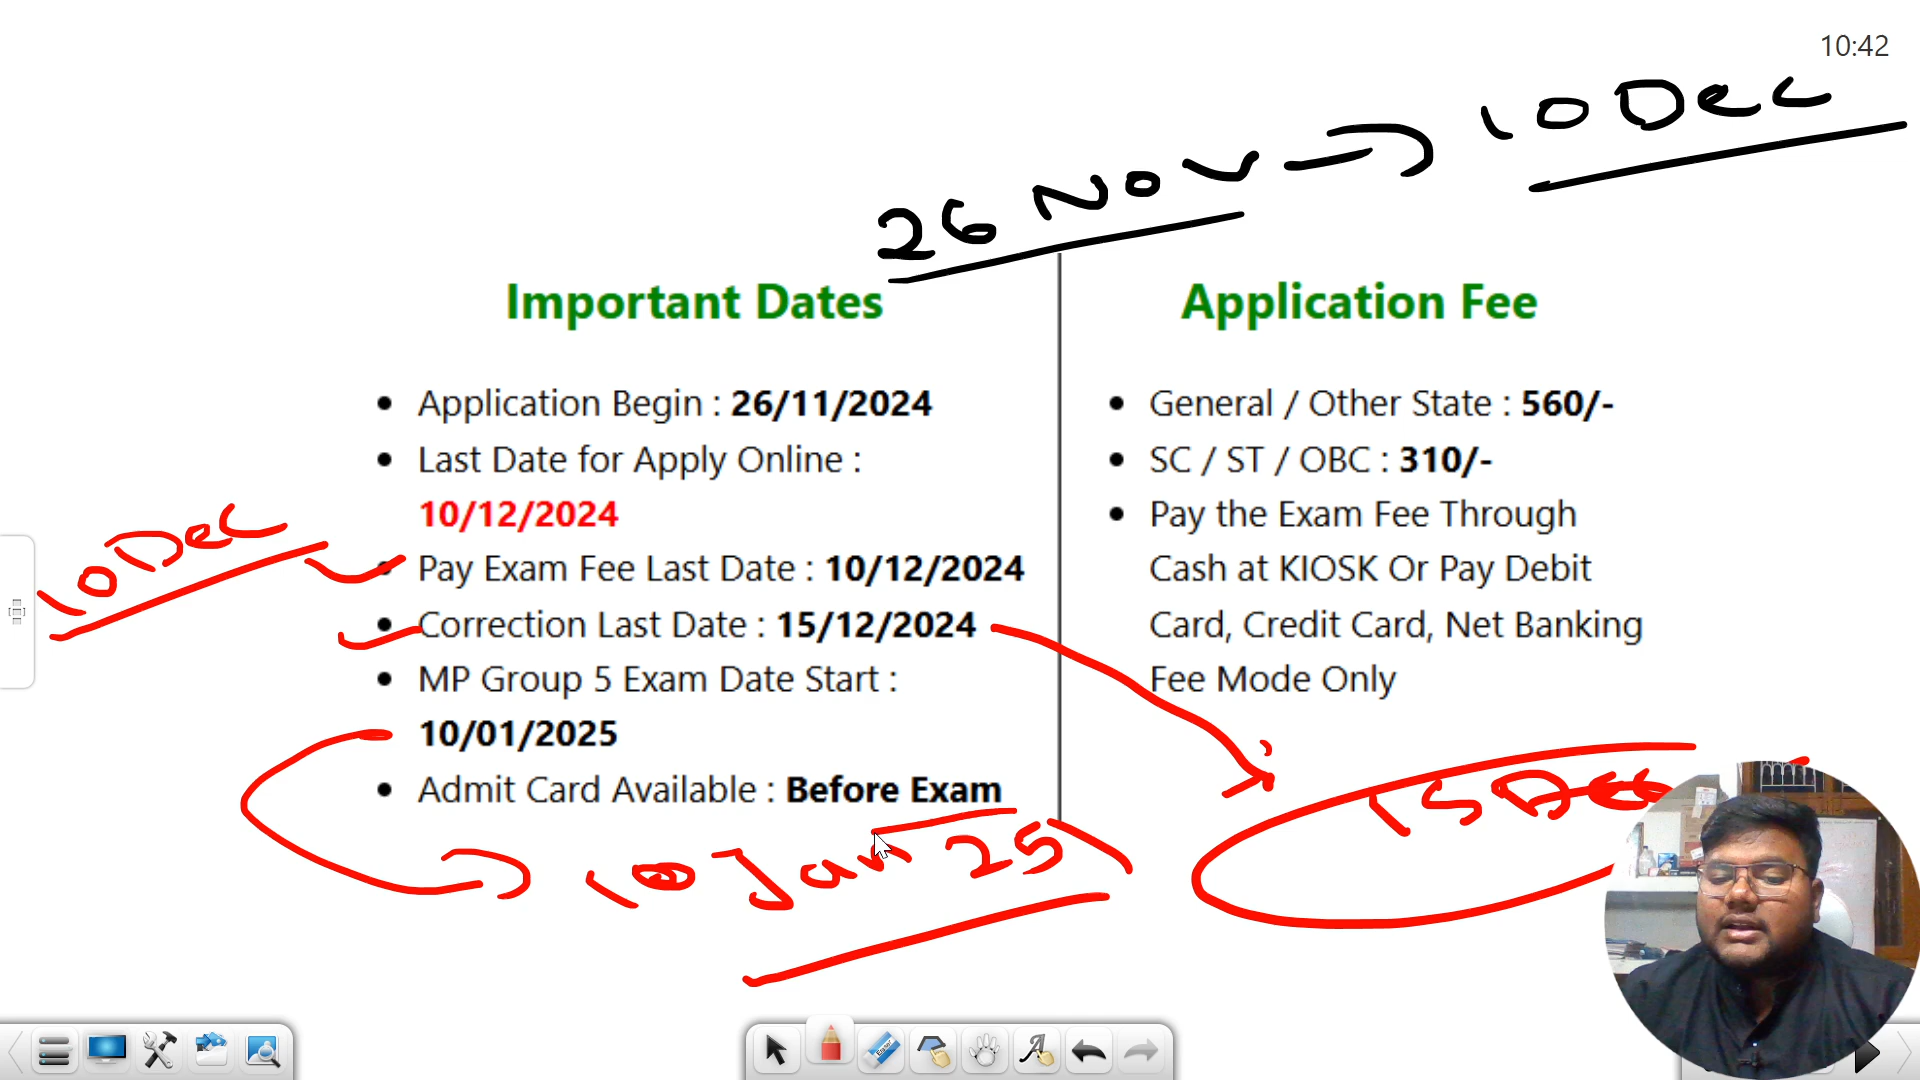 10:42
26 Nov → 10 Dec
Important Dates
• Application Begin : 26/11/2024
• Last Date for Apply Online :
10/12/2024
• Pay Exam Fee Last Date : 10/12/2024
• Correction Last Date : 15/12/2024
• MP Group 5 Exam Date Start :
10/01/2025
• Admit Card Available : Before Exam
10 Dec
10 Jan 25
Application Fee
• General / Other State : 560/-
• SC / ST / OBC : 310/-
• Pay the Exam Fee Through
Cash at KIOSK Or Pay Debit
Card, Credit Card, Net Banking
Fee Mode Only
15 Dec
Eraser